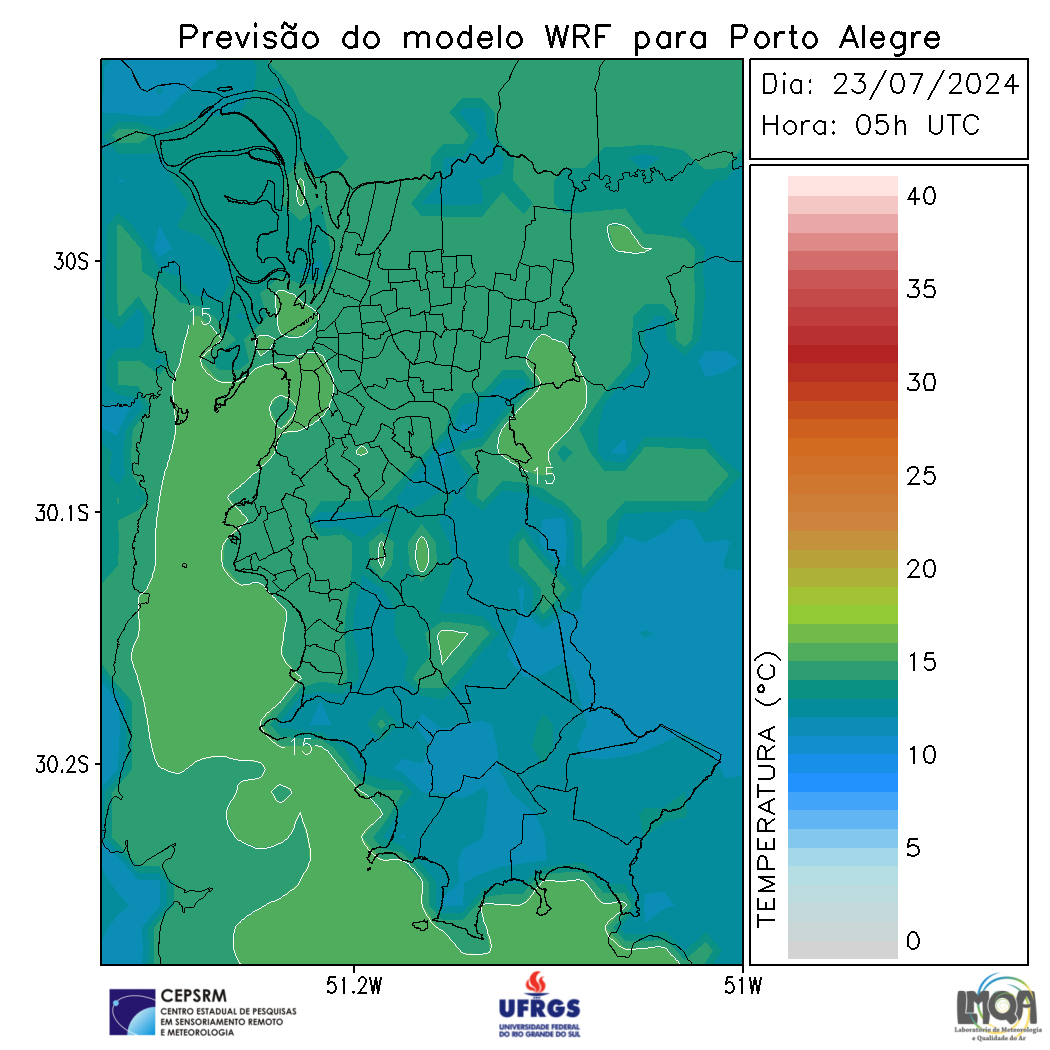 Previsão do modelo WRF para Porto Alegre
Dia: 23/07/2024
Hora: 05h UTC
40
35
30
25
20
15
10
5
0
TEMPERATURA (°C)
30S
30.1S
30.2S
51.2W
51W
15
15
15
CEPSRM
CENTRO ESTADUAL DE PESQUISAS
EM SENSORIAMENTO REMOTO
E METEOROLOGIA
UFRGS
UNIVERSIDADE FEDERAL
DO RIO GRANDE DO SUL
LMQA
Laboratório de Meteorologia
e Qualidade do Ar